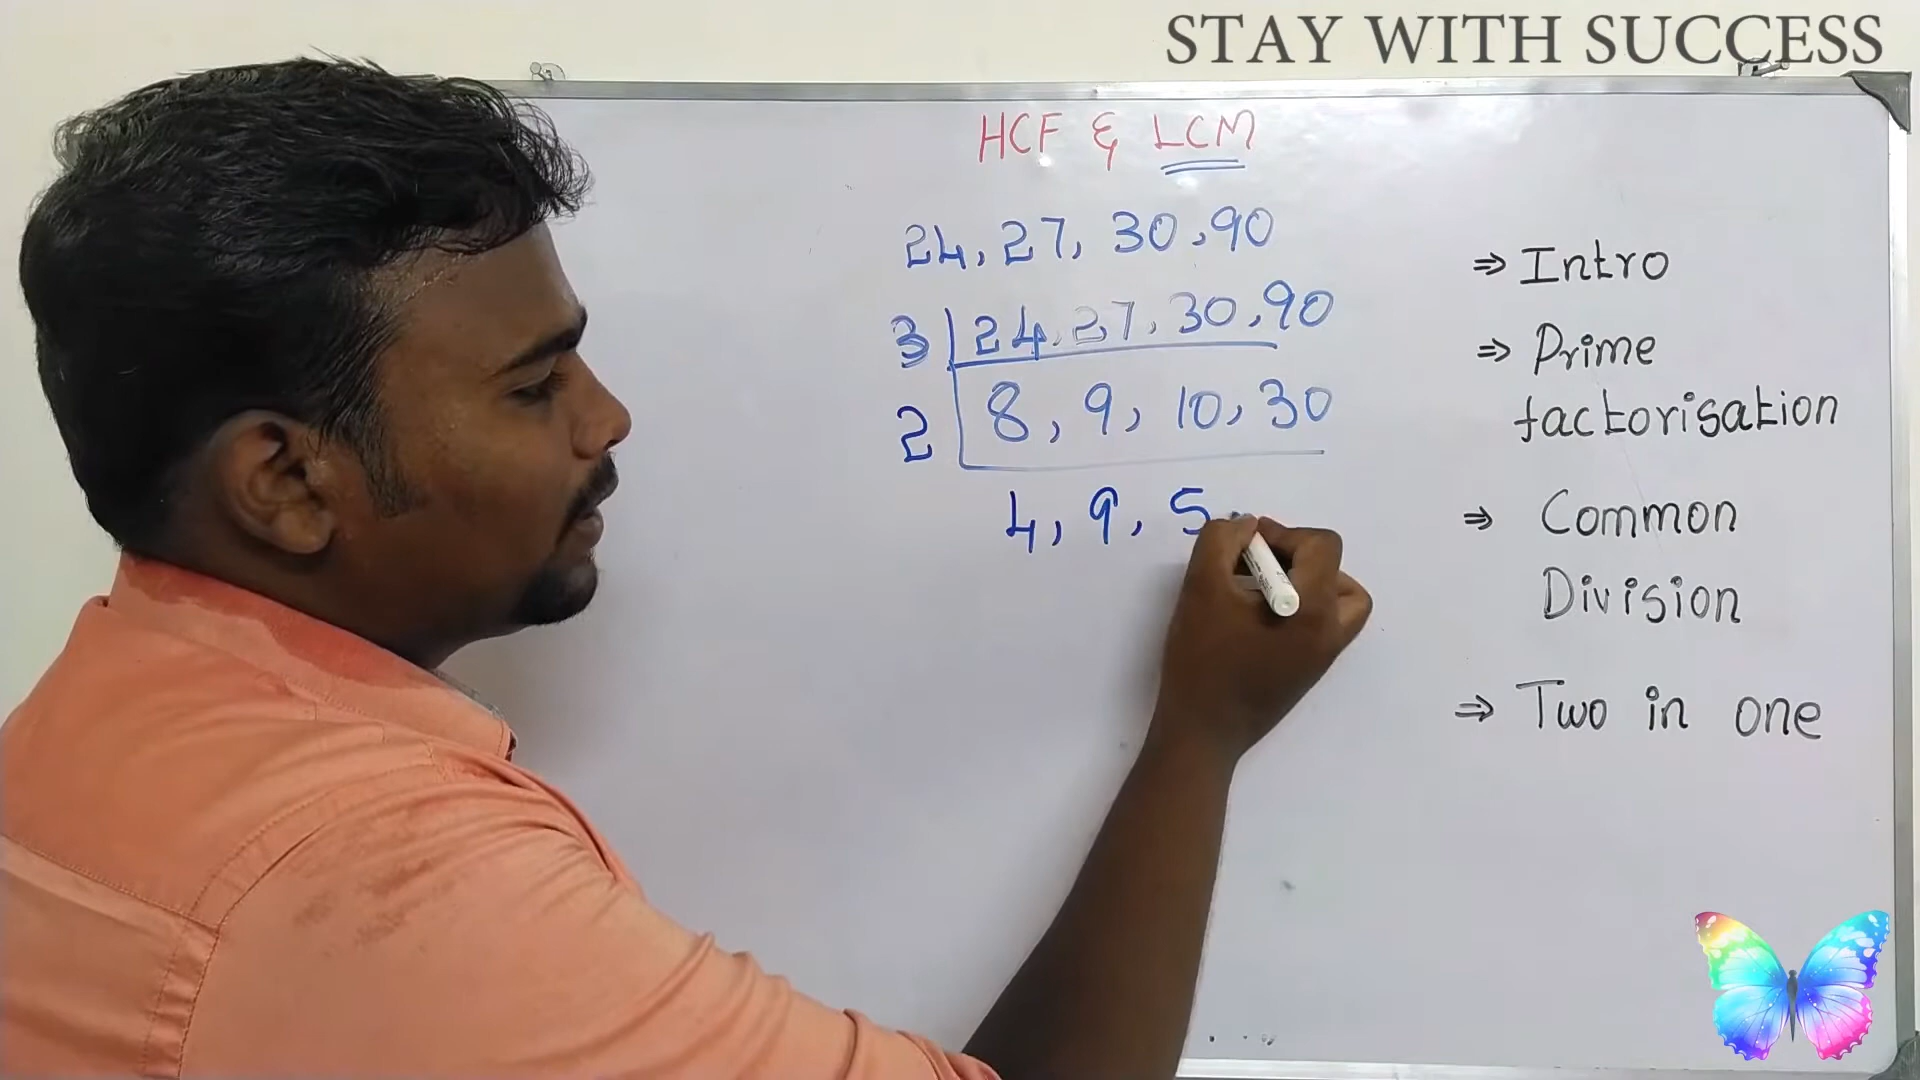 STAY WITH SUCCESS
HCF & LCM
24, 27, 30, 90
3 24, 27, 30, 90
2 8, 9, 10, 30
4, 9, 5,
⇒ Intro
⇒ Prime
factorisation
⇒ Common
Division
⇒ Two in one